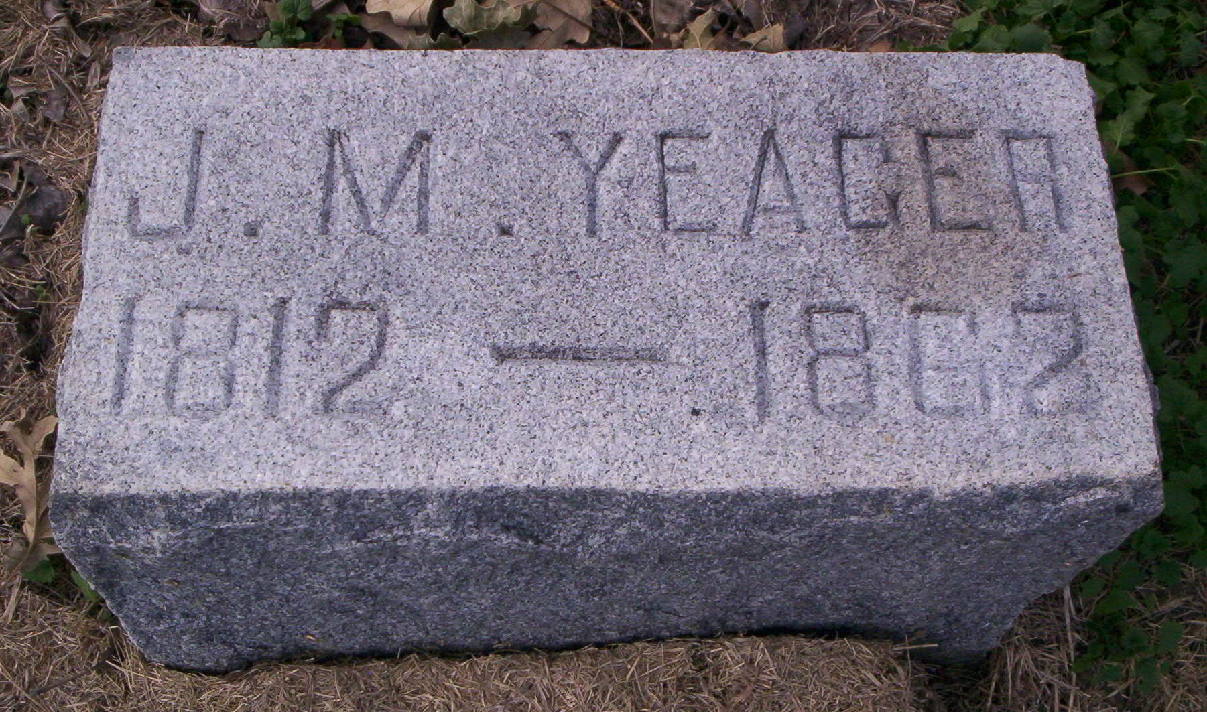 J. M. YEAGER
1812 — 1862